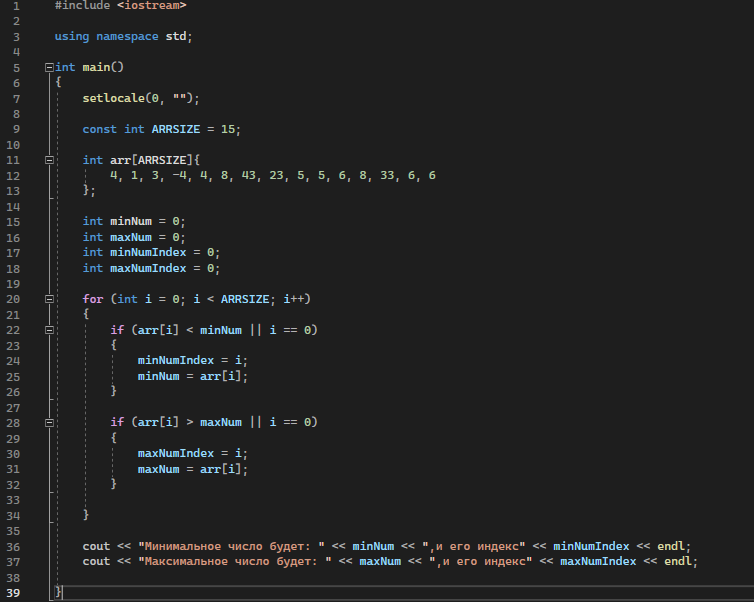 1 #include <iostream>
2
3 using namespace std;
4
5 int main()
6 {
7 setlocale(0, "");
8
9 const int ARRSIZE = 15;
10
11 int arr[ARRSIZE]{
12 4, 1, 3, -4, 4, 8, 43, 23, 5, 5, 6, 8, 33, 6, 6
13 };
14
15 int minNum = 0;
16 int maxNum = 0;
17 int minNumIndex = 0;
18 int maxNumIndex = 0;
19
20 for (int i = 0; i < ARRSIZE; i++)
21 {
22 if (arr[i] < minNum || i == 0)
23 {
24 minNumIndex = i;
25 minNum = arr[i];
26 }
27
28 if (arr[i] > maxNum || i == 0)
29 {
30 maxNumIndex = i;
31 maxNum = arr[i];
32 }
33
34 }
35
36 cout << "Минимальное число будет: " << minNum << ",и его индекс" << minNumIndex << endl;
37 cout << "Максимальное число будет: " << maxNum << ",и его индекс" << maxNumIndex << endl;
38
39 }